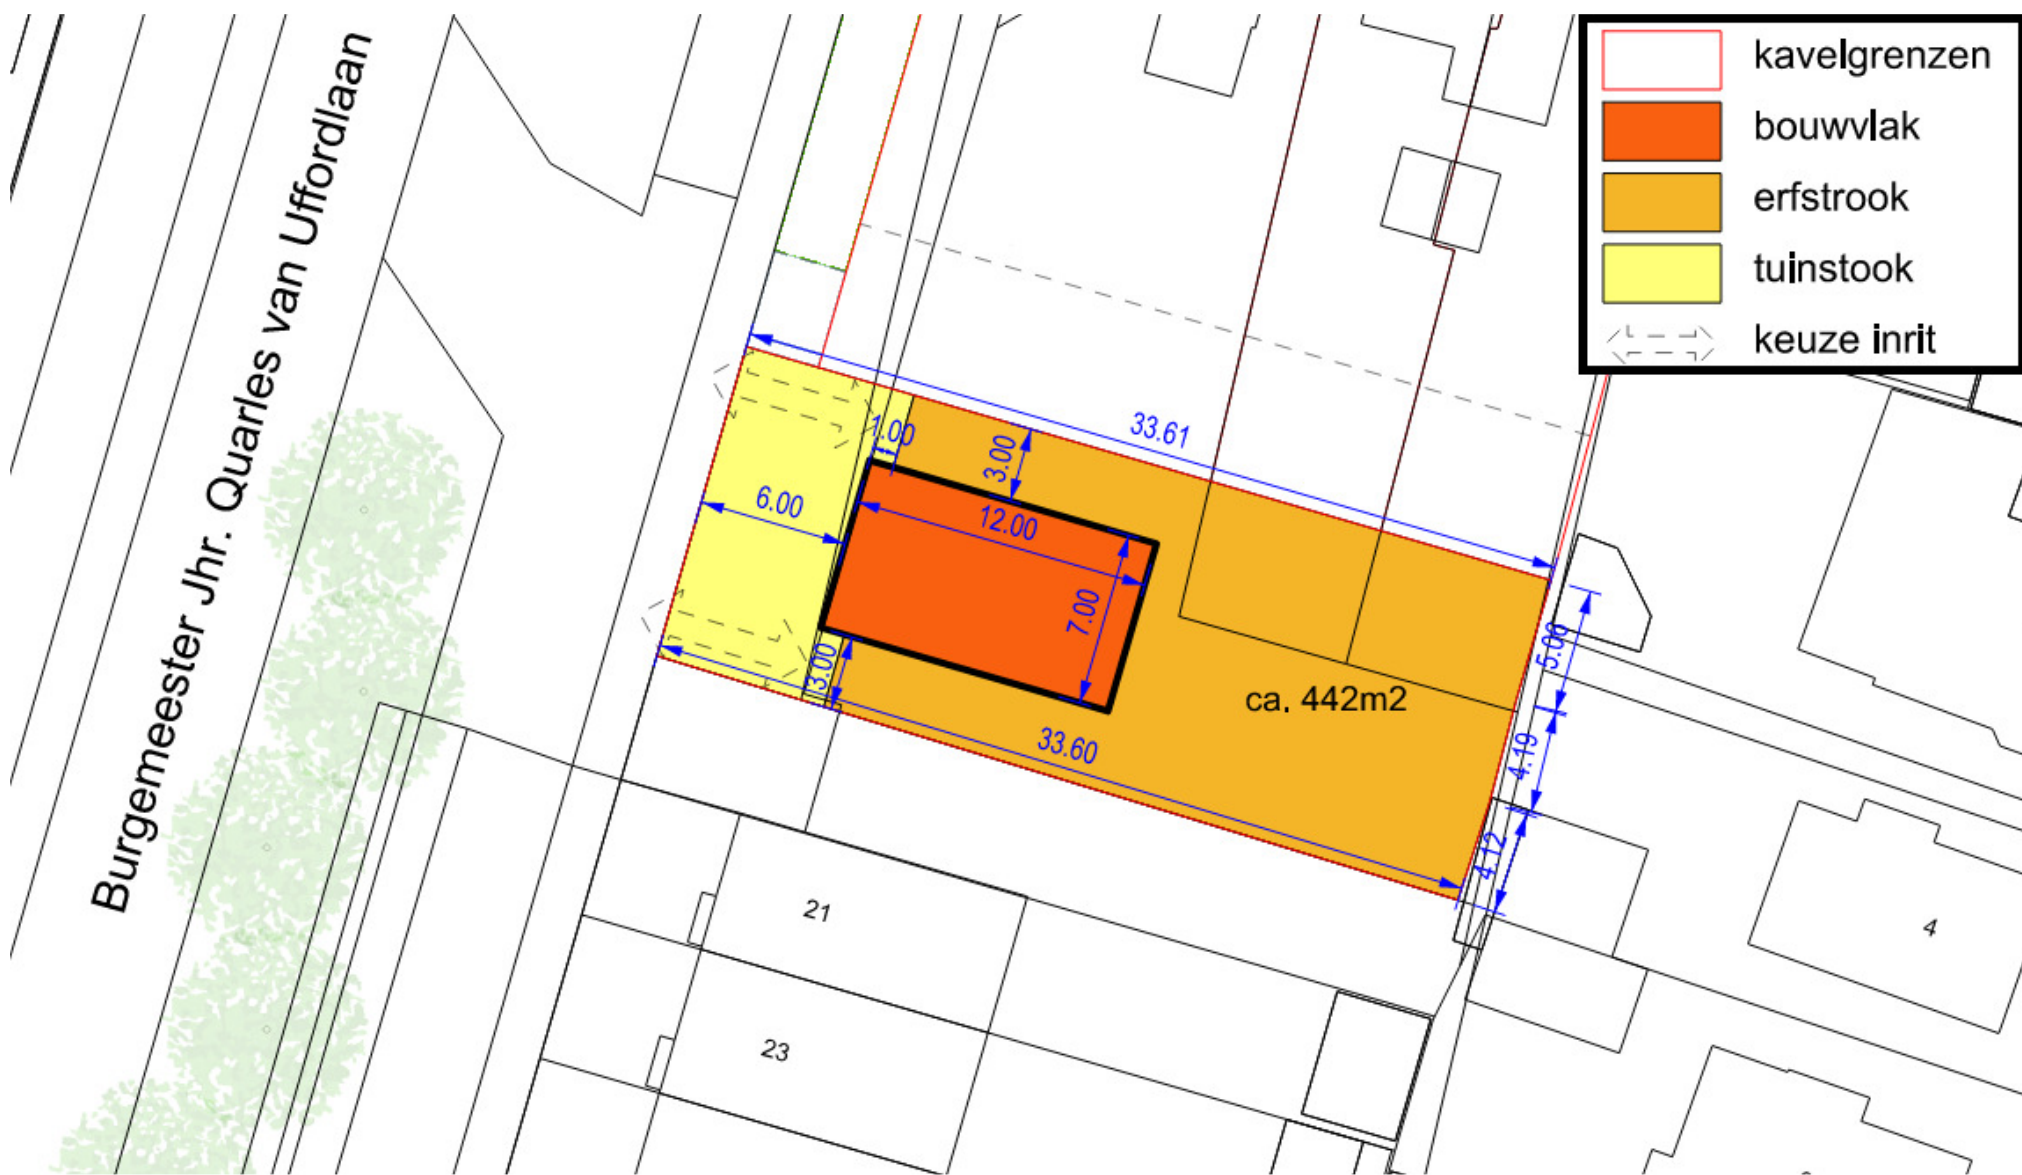 kavelgrenzen
bouwvlak
erfstrook
tuinstook
keuze inrit
Burgemeester Jhr. Quarles van Uffordlaan
33.61
1.00
3.00
6.00
12.00
7.00
3.00
5.06
ca. 442m2
4.19
33.60
4.12
21
4
23